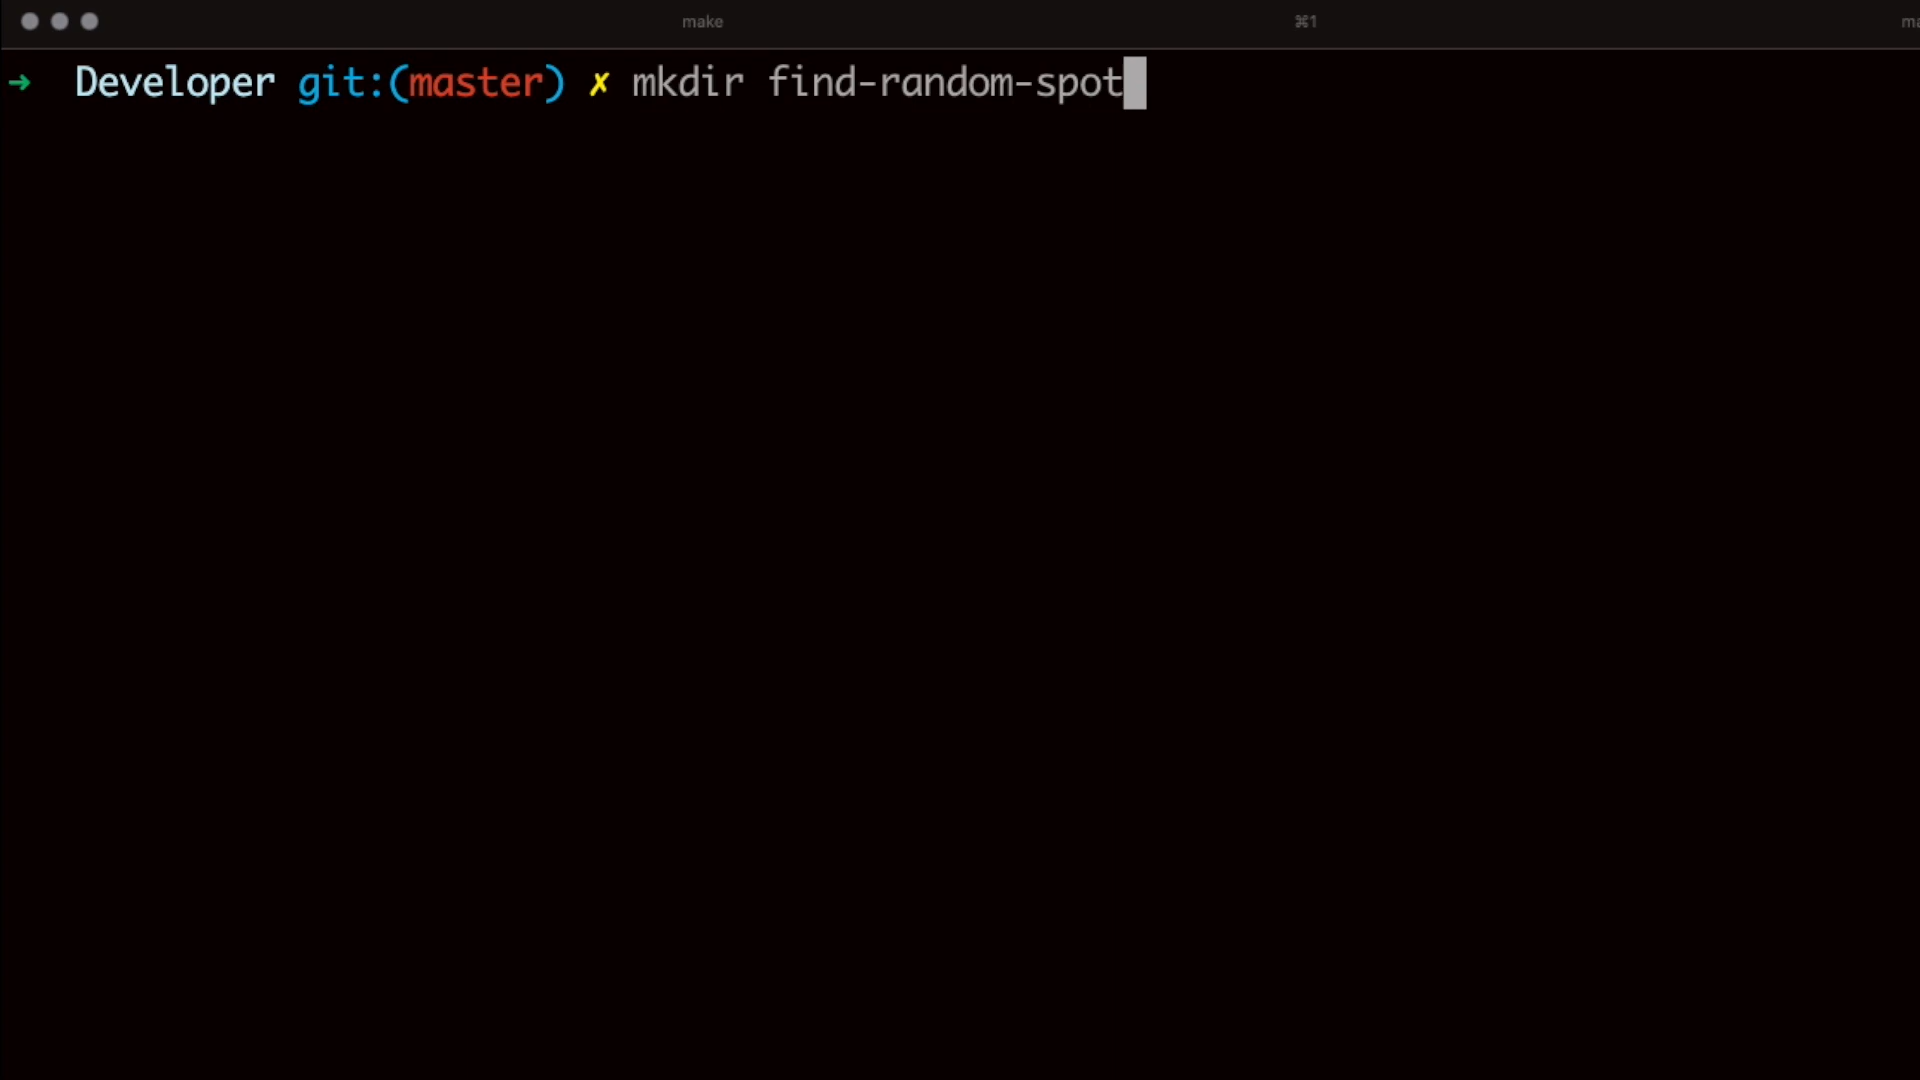 make ⌘1
➜ Developer git:(master) ✗ mkdir find-random-spot